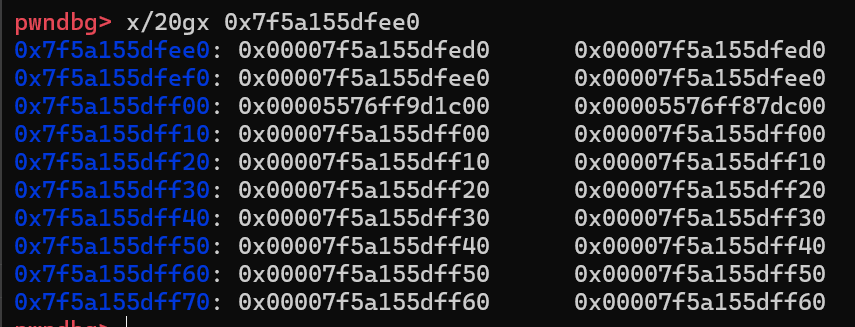 pwndbg> x/20gx 0x7f5a155dfee0
0x7f5a155dfee0: 0x00007f5a155dfed0 0x00007f5a155dfed0
0x7f5a155dfef0: 0x00007f5a155dfee0 0x00007f5a155dfee0
0x7f5a155dff00: 0x00005576ff9d1c00 0x00005576ff87dc00
0x7f5a155dff10: 0x00007f5a155dff00 0x00007f5a155dff00
0x7f5a155dff20: 0x00007f5a155dff10 0x00007f5a155dff10
0x7f5a155dff30: 0x00007f5a155dff20 0x00007f5a155dff20
0x7f5a155dff40: 0x00007f5a155dff30 0x00007f5a155dff30
0x7f5a155dff50: 0x00007f5a155dff40 0x00007f5a155dff40
0x7f5a155dff60: 0x00007f5a155dff50 0x00007f5a155dff50
0x7f5a155dff70: 0x00007f5a155dff60 0x00007f5a155dff60
pwndbg>